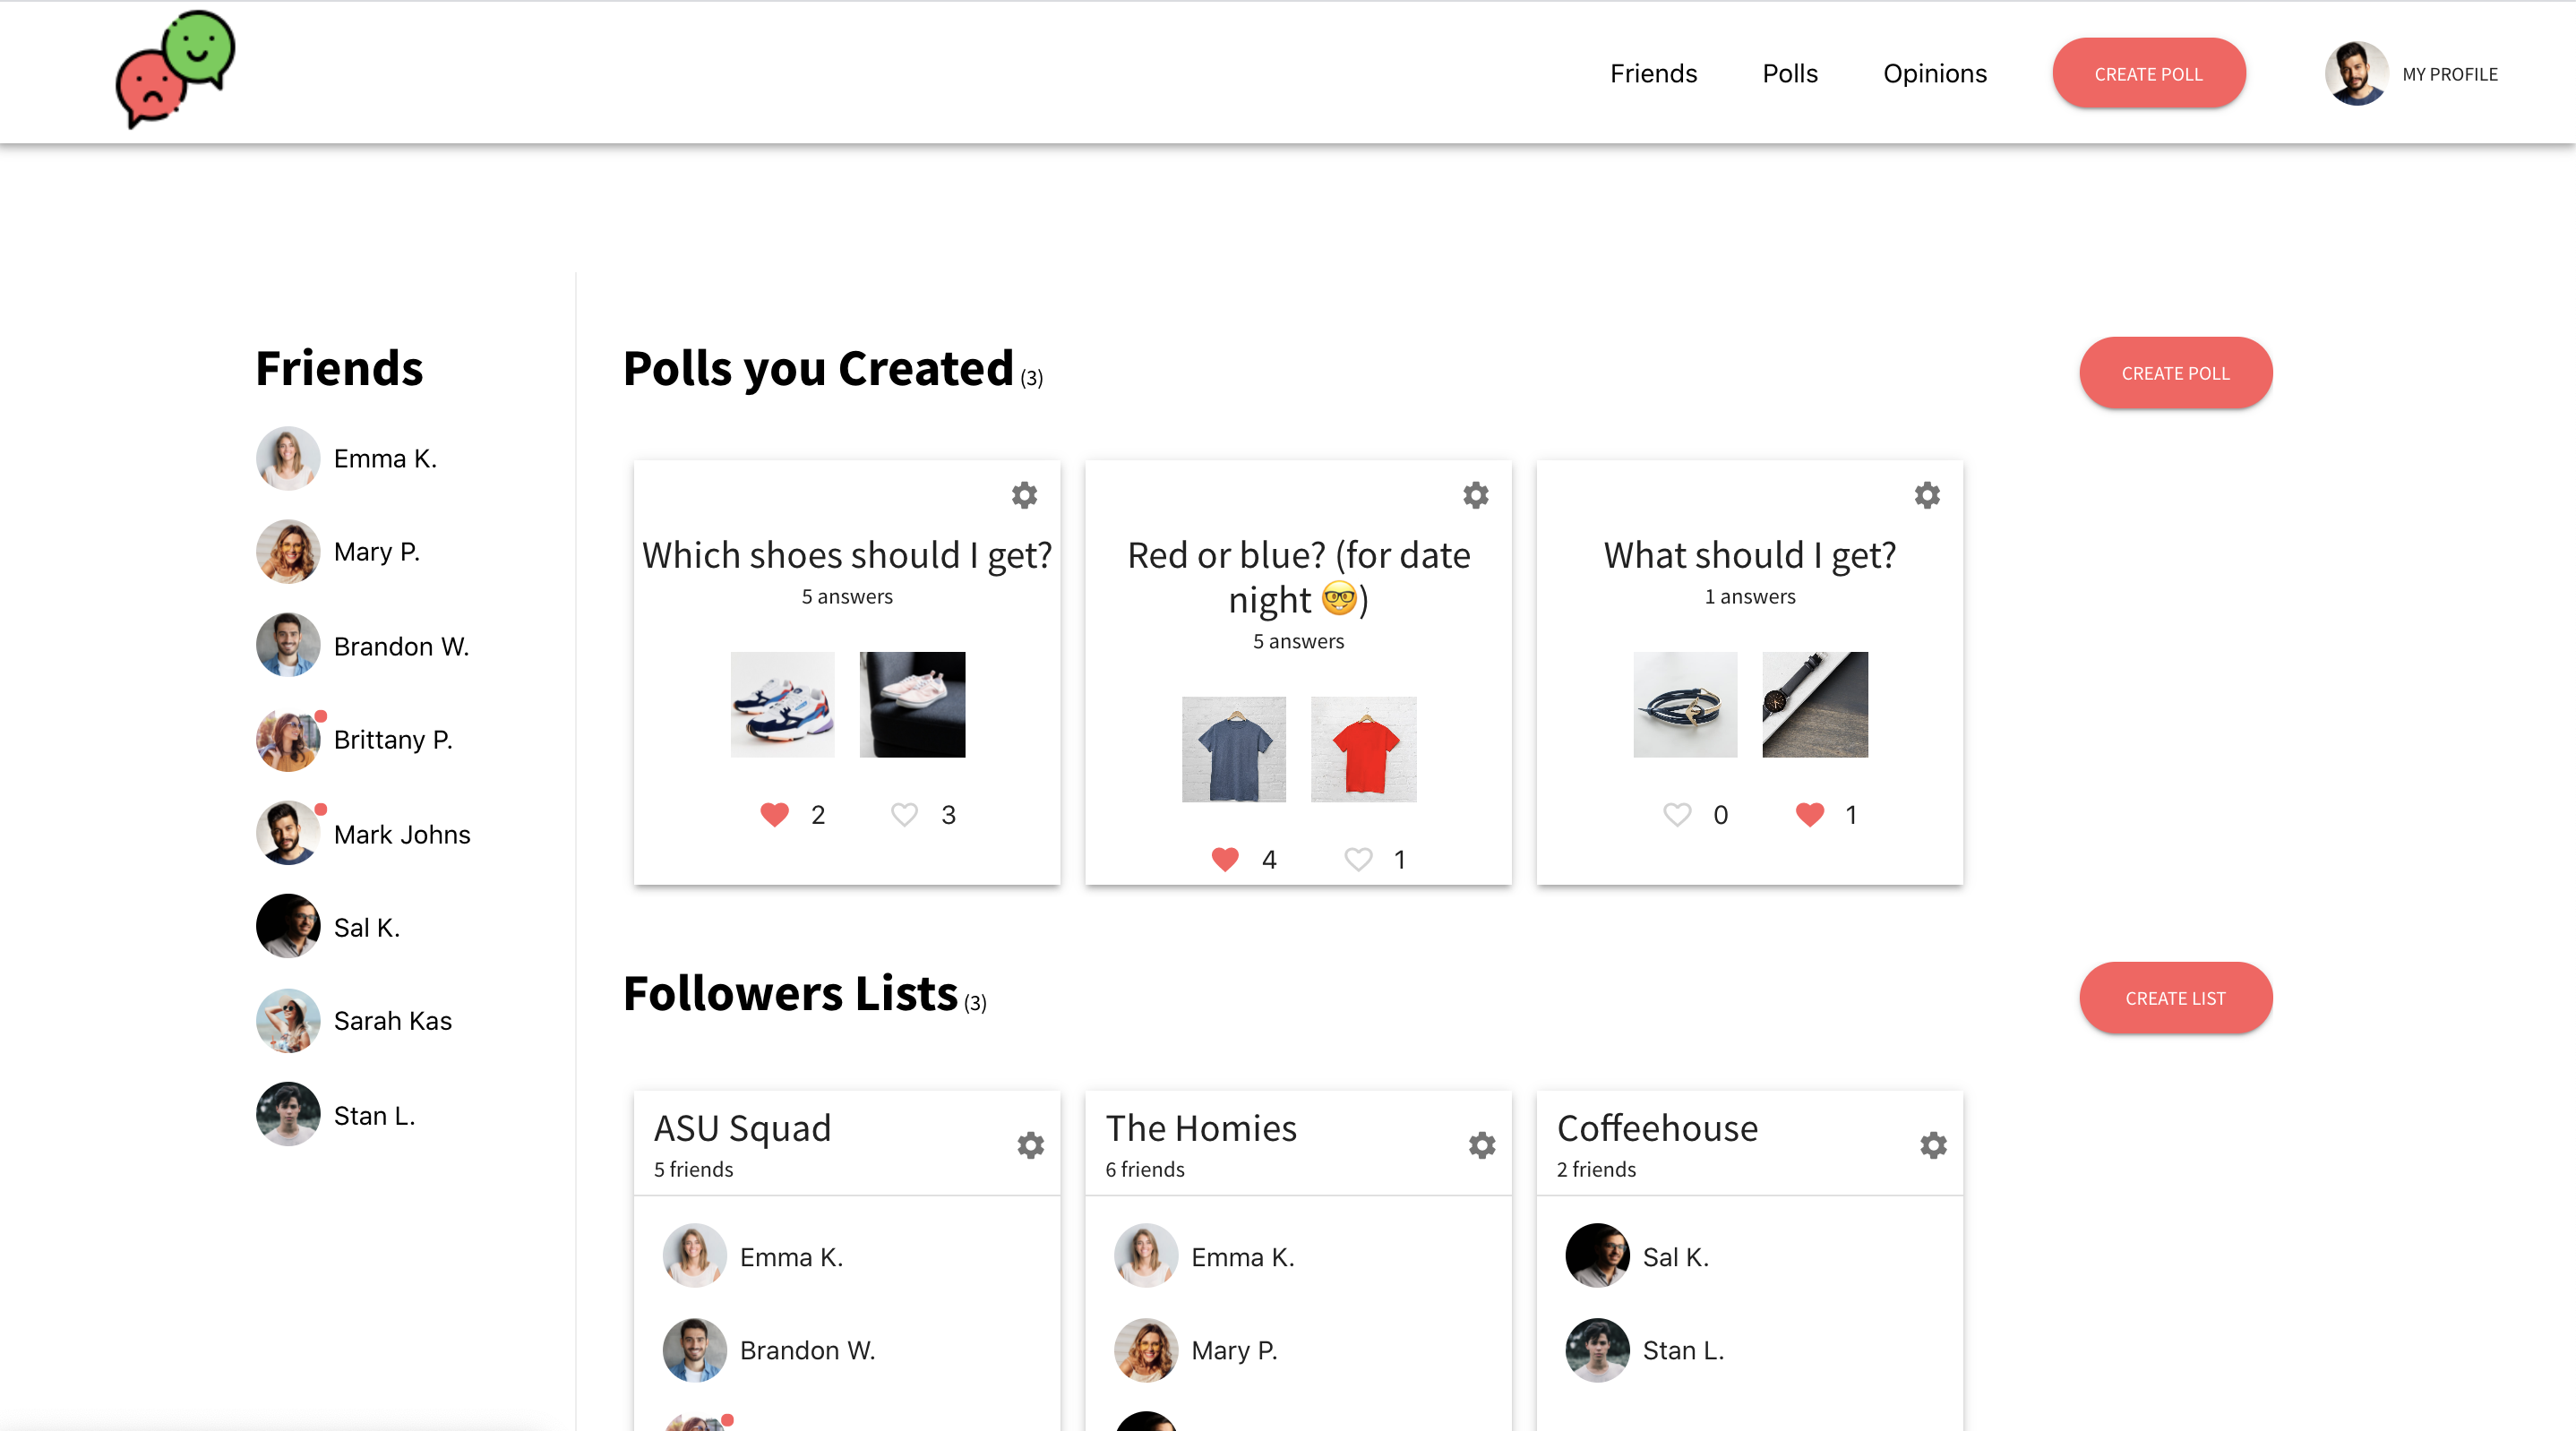 Friends
Polls
Opinions
CREATE POLL
MY PROFILE
Friends
Emma K.
Mary P.
Brandon W.
Brittany P.
Mark Johns
Sal K.
Sarah Kas
Stan L.
Polls you Created (3)
CREATE POLL
Which shoes should I get?
5 answers
2
3
Red or blue? (for date
night 🤓)
5 answers
4
1
What should I get?
1 answers
0
1
Followers Lists (3)
CREATE LIST
ASU Squad
5 friends
Emma K.
Brandon W.
The Homies
6 friends
Emma K.
Mary P.
Coffeehouse
2 friends
Sal K.
Stan L.